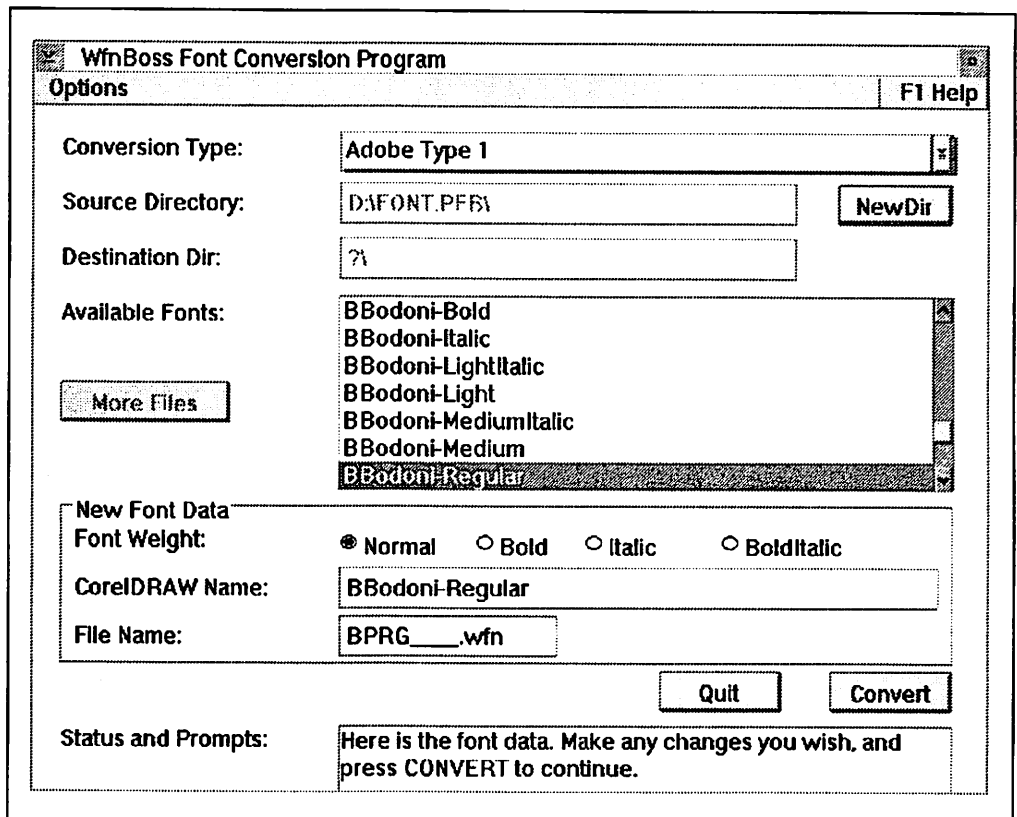 WfnBoss Font Conversion Program
Options F1 Help
Conversion Type: Adobe Type 1
Source Directory: D:\FONT.PFB\ NewDir
Destination Dir: ?\
Available Fonts: BBodoni-Bold
BBodoni-Italic
BBodoni-LightItalic
BBodoni-Light
More Files
BBodoni-MediumItalic
BBodoni-Medium
BBodoni-Regular
New Font Data
Font Weight: Normal Bold Italic BoldItalic
CorelDRAW Name: BBodoni-Regular
File Name: BPRG____.wfn
Quit Convert
Status and Prompts: Here is the font data. Make any changes you wish, and
press CONVERT to continue.